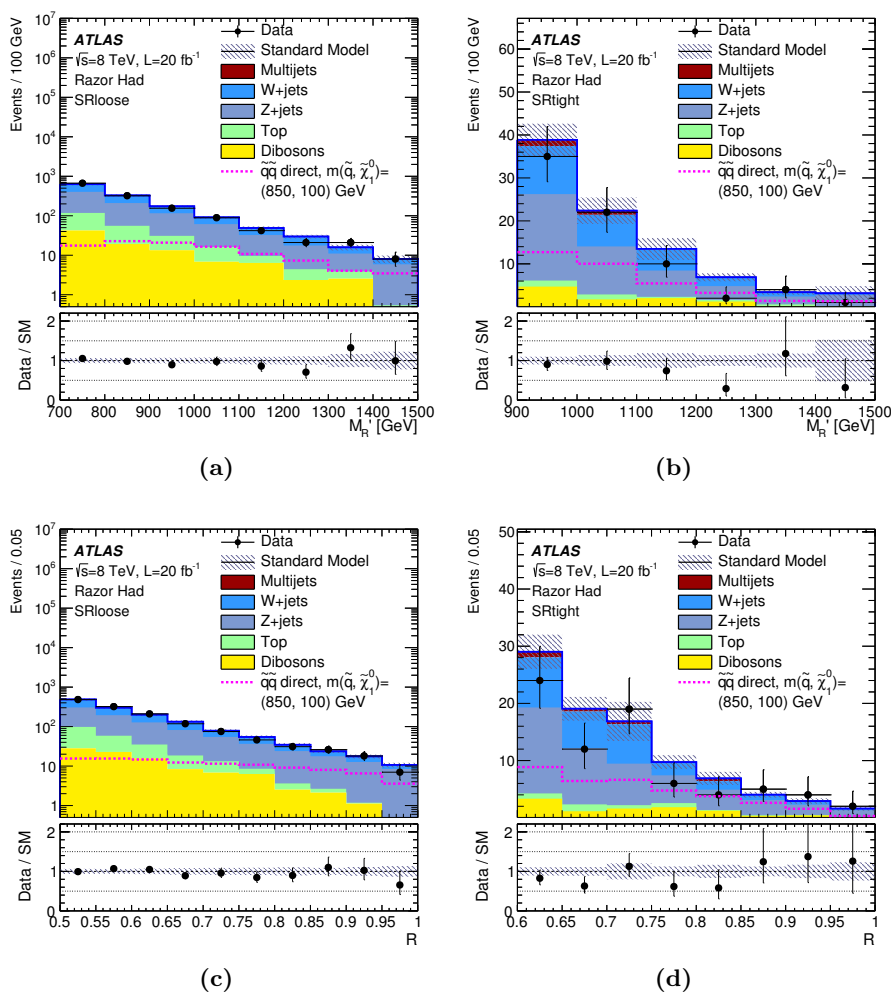 Events / 100 GeV
10⁷
10⁶
10⁵
10⁴
10³
10²
10
1
ATLAS
√s=8 TeV, L=20 fb⁻¹
Razor Had
SRloose
Data
Standard Model
Multijets
W+jets
Z+jets
Top
Dibosons
q̃q̃ direct, m(q̃, χ̃₁⁰)=
(850, 100) GeV
Data / SM
2
1
0
700 800 900 1000 1100 1200 1300 1400 1500
M_R' [GeV]
(a)
Events / 100 GeV
60
50
40
30
20
10
ATLAS
√s=8 TeV, L=20 fb⁻¹
Razor Had
SRtight
Data
Standard Model
Multijets
W+jets
Z+jets
Top
Dibosons
q̃q̃ direct, m(q̃, χ̃₁⁰)=
(850, 100) GeV
Data / SM
2
1
0
900 1000 1100 1200 1300 1400 1500
M_R' [GeV]
(b)
Events / 0.05
10⁷
10⁶
10⁵
10⁴
10³
10²
10
1
ATLAS
√s=8 TeV, L=20 fb⁻¹
Razor Had
SRloose
Data
Standard Model
Multijets
W+jets
Z+jets
Top
Dibosons
q̃q̃ direct, m(q̃, χ̃₁⁰)=
(850, 100) GeV
Data / SM
2
1
0
0.5 0.55 0.6 0.65 0.7 0.75 0.8 0.85 0.9 0.95 1
R
(c)
Events / 0.05
50
40
30
20
10
0
ATLAS
√s=8 TeV, L=20 fb⁻¹
Razor Had
SRtight
Data
Standard Model
Multijets
W+jets
Z+jets
Top
Dibosons
q̃q̃ direct, m(q̃, χ̃₁⁰)=
(850, 100) GeV
Data / SM
2
1
0
0.6 0.65 0.7 0.75 0.8 0.85 0.9 0.95 1
R
(d)